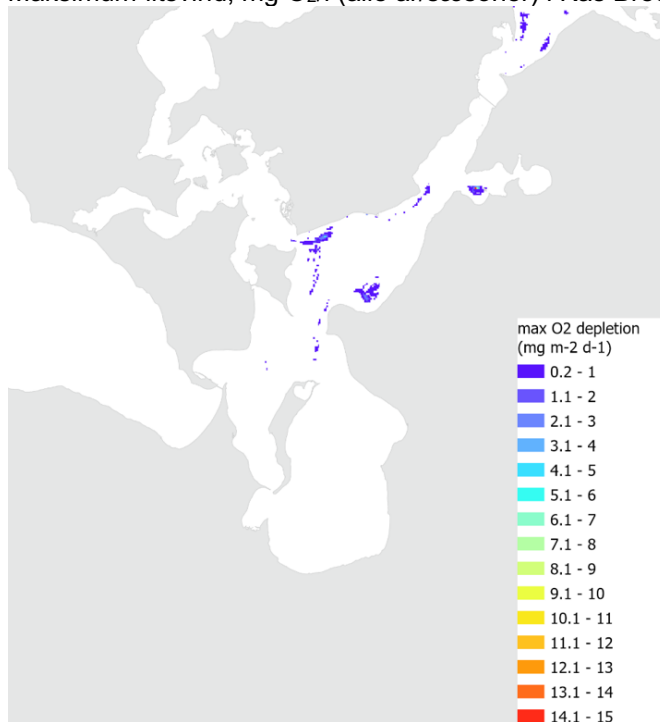 max O2 depletion
(mg m-2 d-1)
0.2 - 1
1.1 - 2
2.1 - 3
3.1 - 4
4.1 - 5
5.1 - 6
6.1 - 7
7.1 - 8
8.1 - 9
9.1 - 10
10.1 - 11
11.1 - 12
12.1 - 13
13.1 - 14
14.1 - 15